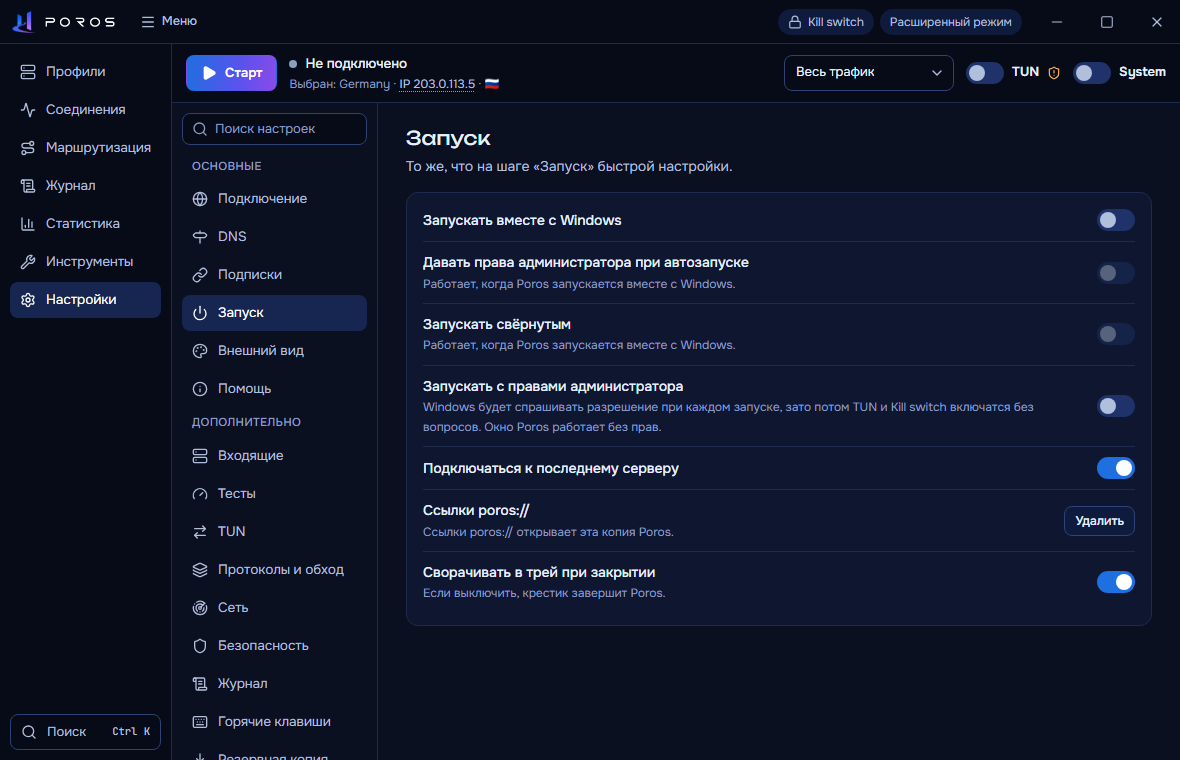 POROS
Меню
Kill switch
Расширенный режим
Профили
Соединения
Маршрутизация
Журнал
Статистика
Инструменты
Настройки
Поиск
Ctrl K
Старт
Не подключено
Выбран: Germany · IP 203.0.113.5 ·
Весь трафик
TUN
System
Поиск настроек
ОСНОВНЫЕ
Подключение
DNS
Подписки
Запуск
Внешний вид
Помощь
ДОПОЛНИТЕЛЬНО
Входящие
Тесты
TUN
Протоколы и обход
Сеть
Безопасность
Журнал
Горячие клавиши
Резервная копия
Запуск
То же, что на шаге «Запуск» быстрой настройки.
Запускать вместе с Windows
Давать права администратора при автозапуске
Работает, когда Poros запускается вместе с Windows.
Запускать свёрнутым
Работает, когда Poros запускается вместе с Windows.
Запускать с правами администратора
Windows будет спрашивать разрешение при каждом запуске, зато потом TUN и Kill switch включатся без
вопросов. Окно Poros работает без прав.
Подключаться к последнему серверу
Ссылки poros://
Ссылки poros:// открывает эта копия Poros.
Удалить
Сворачивать в трей при закрытии
Если выключить, крестик завершит Poros.